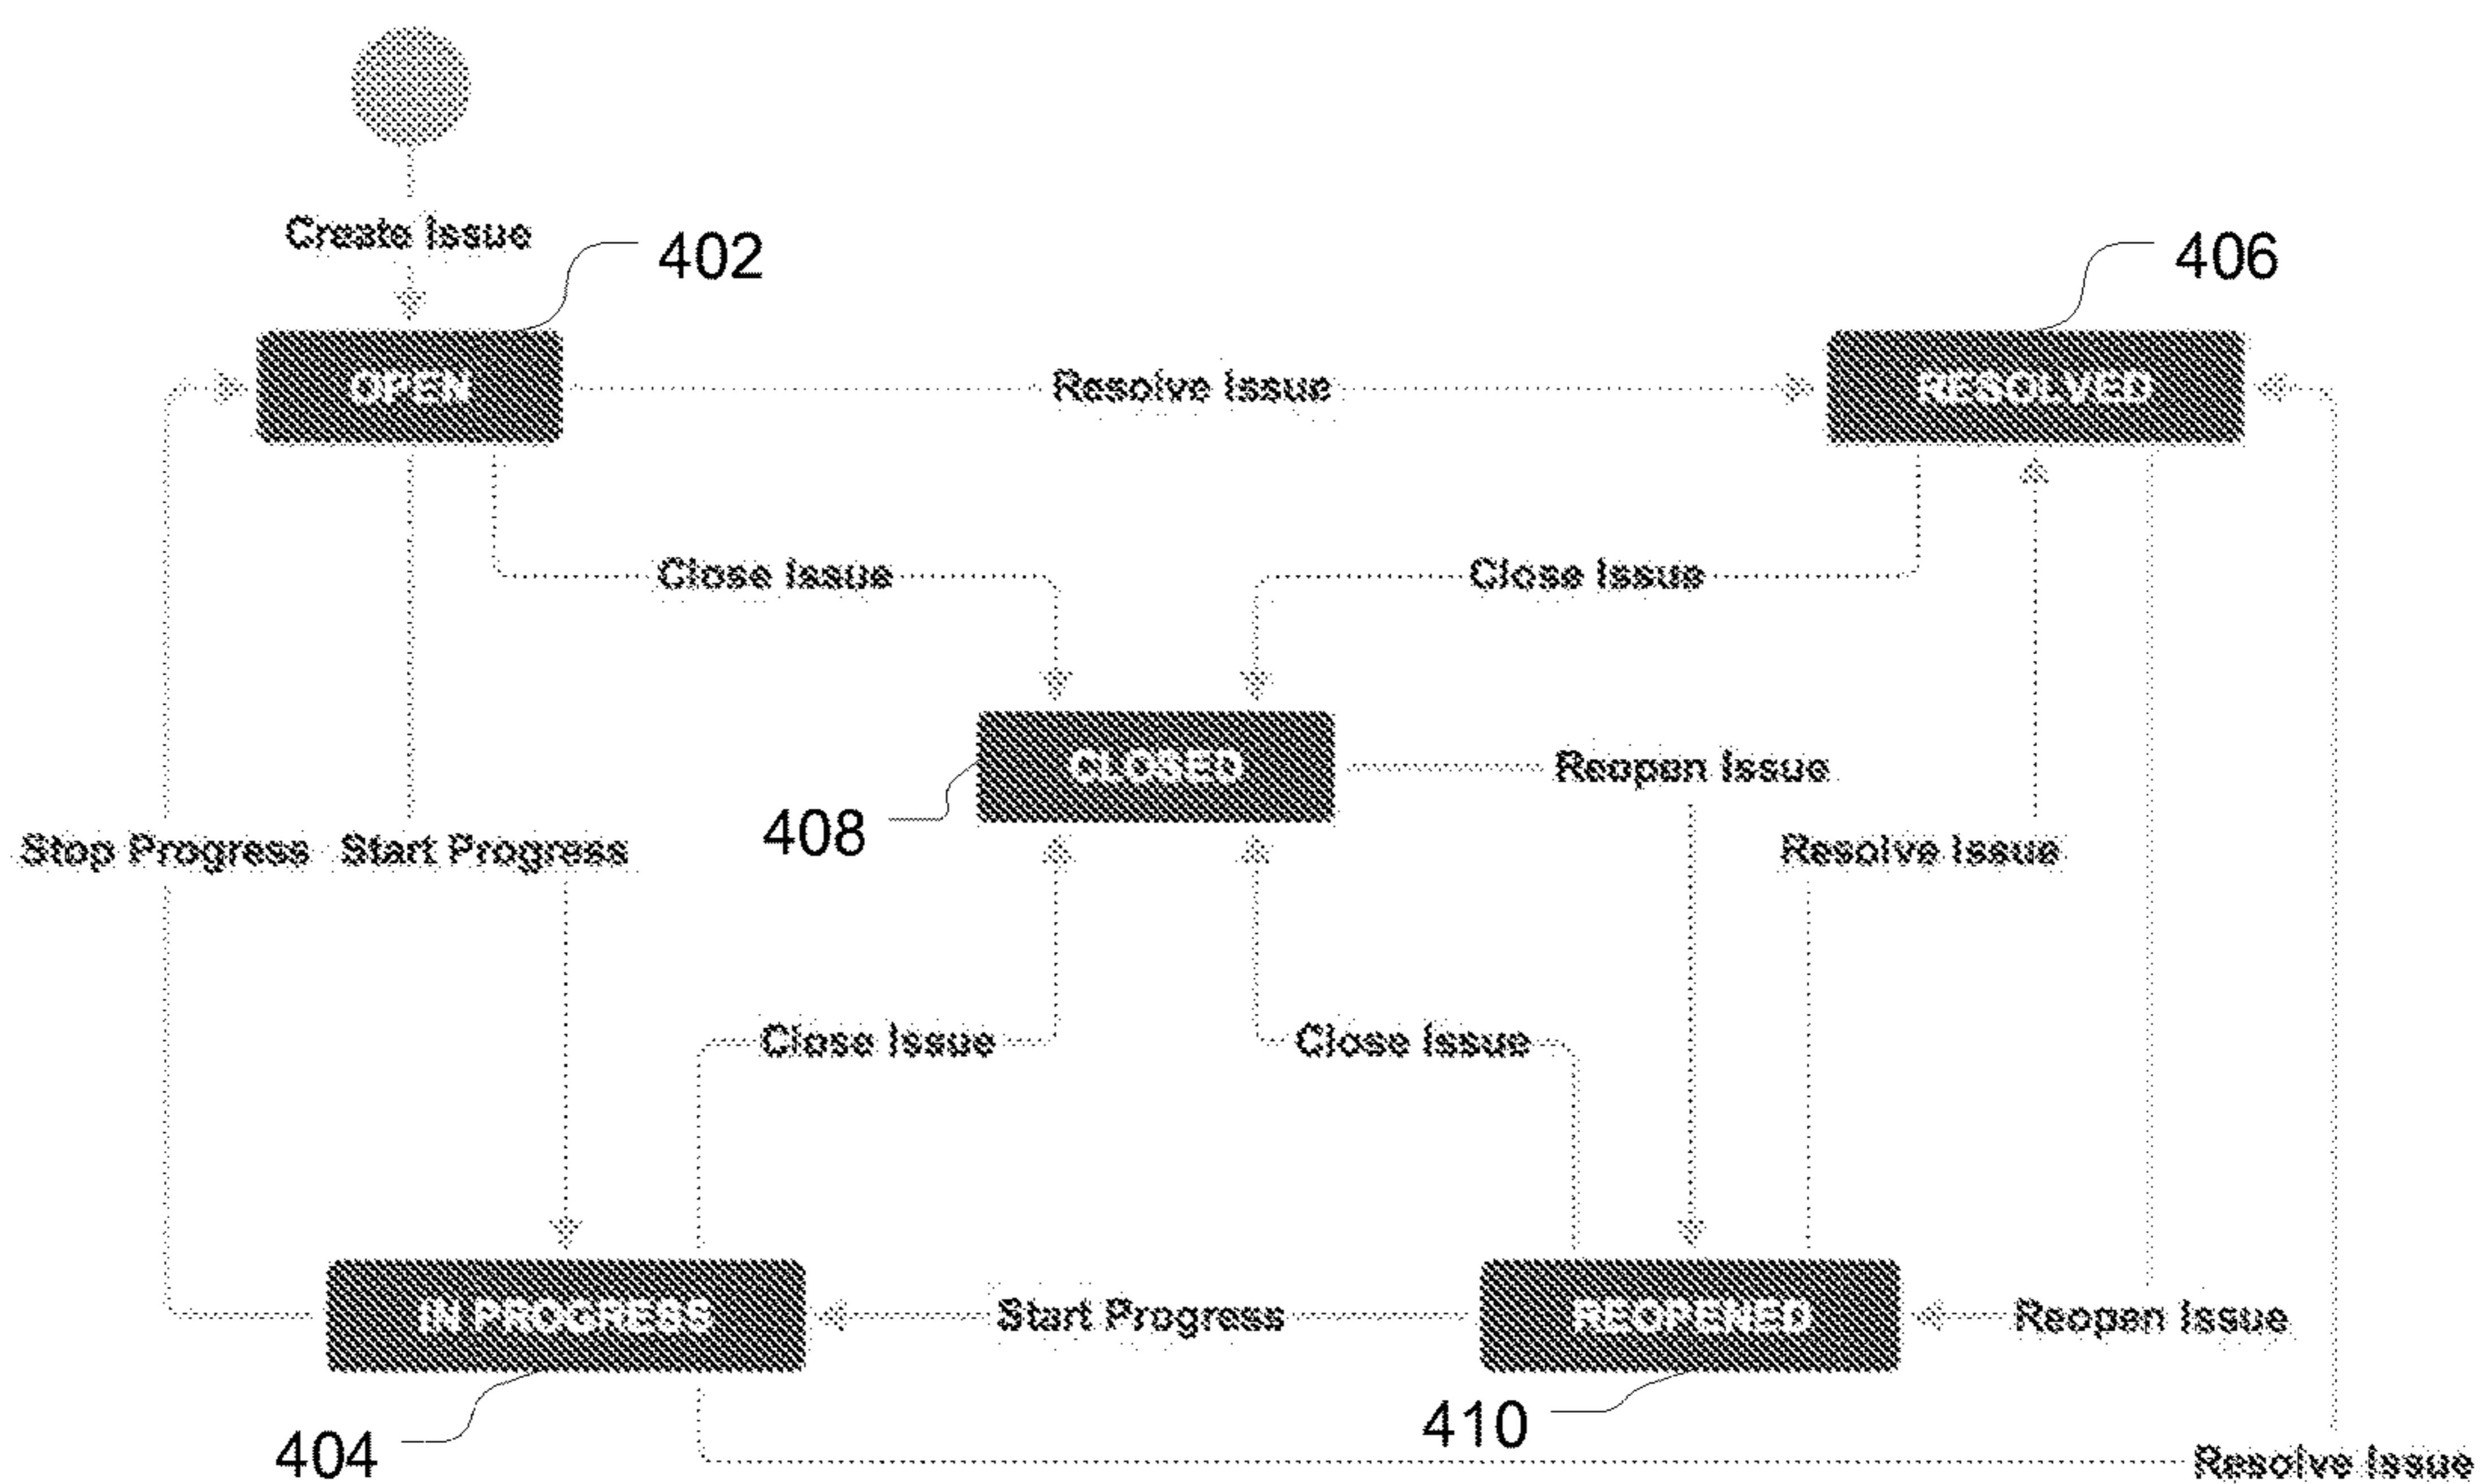 Create Issue
402
406
OPEN
Resolve Issue
RESOLVED
Close Issue
Close Issue
CLOSED
Reopen Issue
408
Stop Progress
Start Progress
Resolve Issue
Close Issue
Close Issue
IN PROGRESS
Start Progress
REOPENED
Reopen Issue
404
410
Resolve Issue